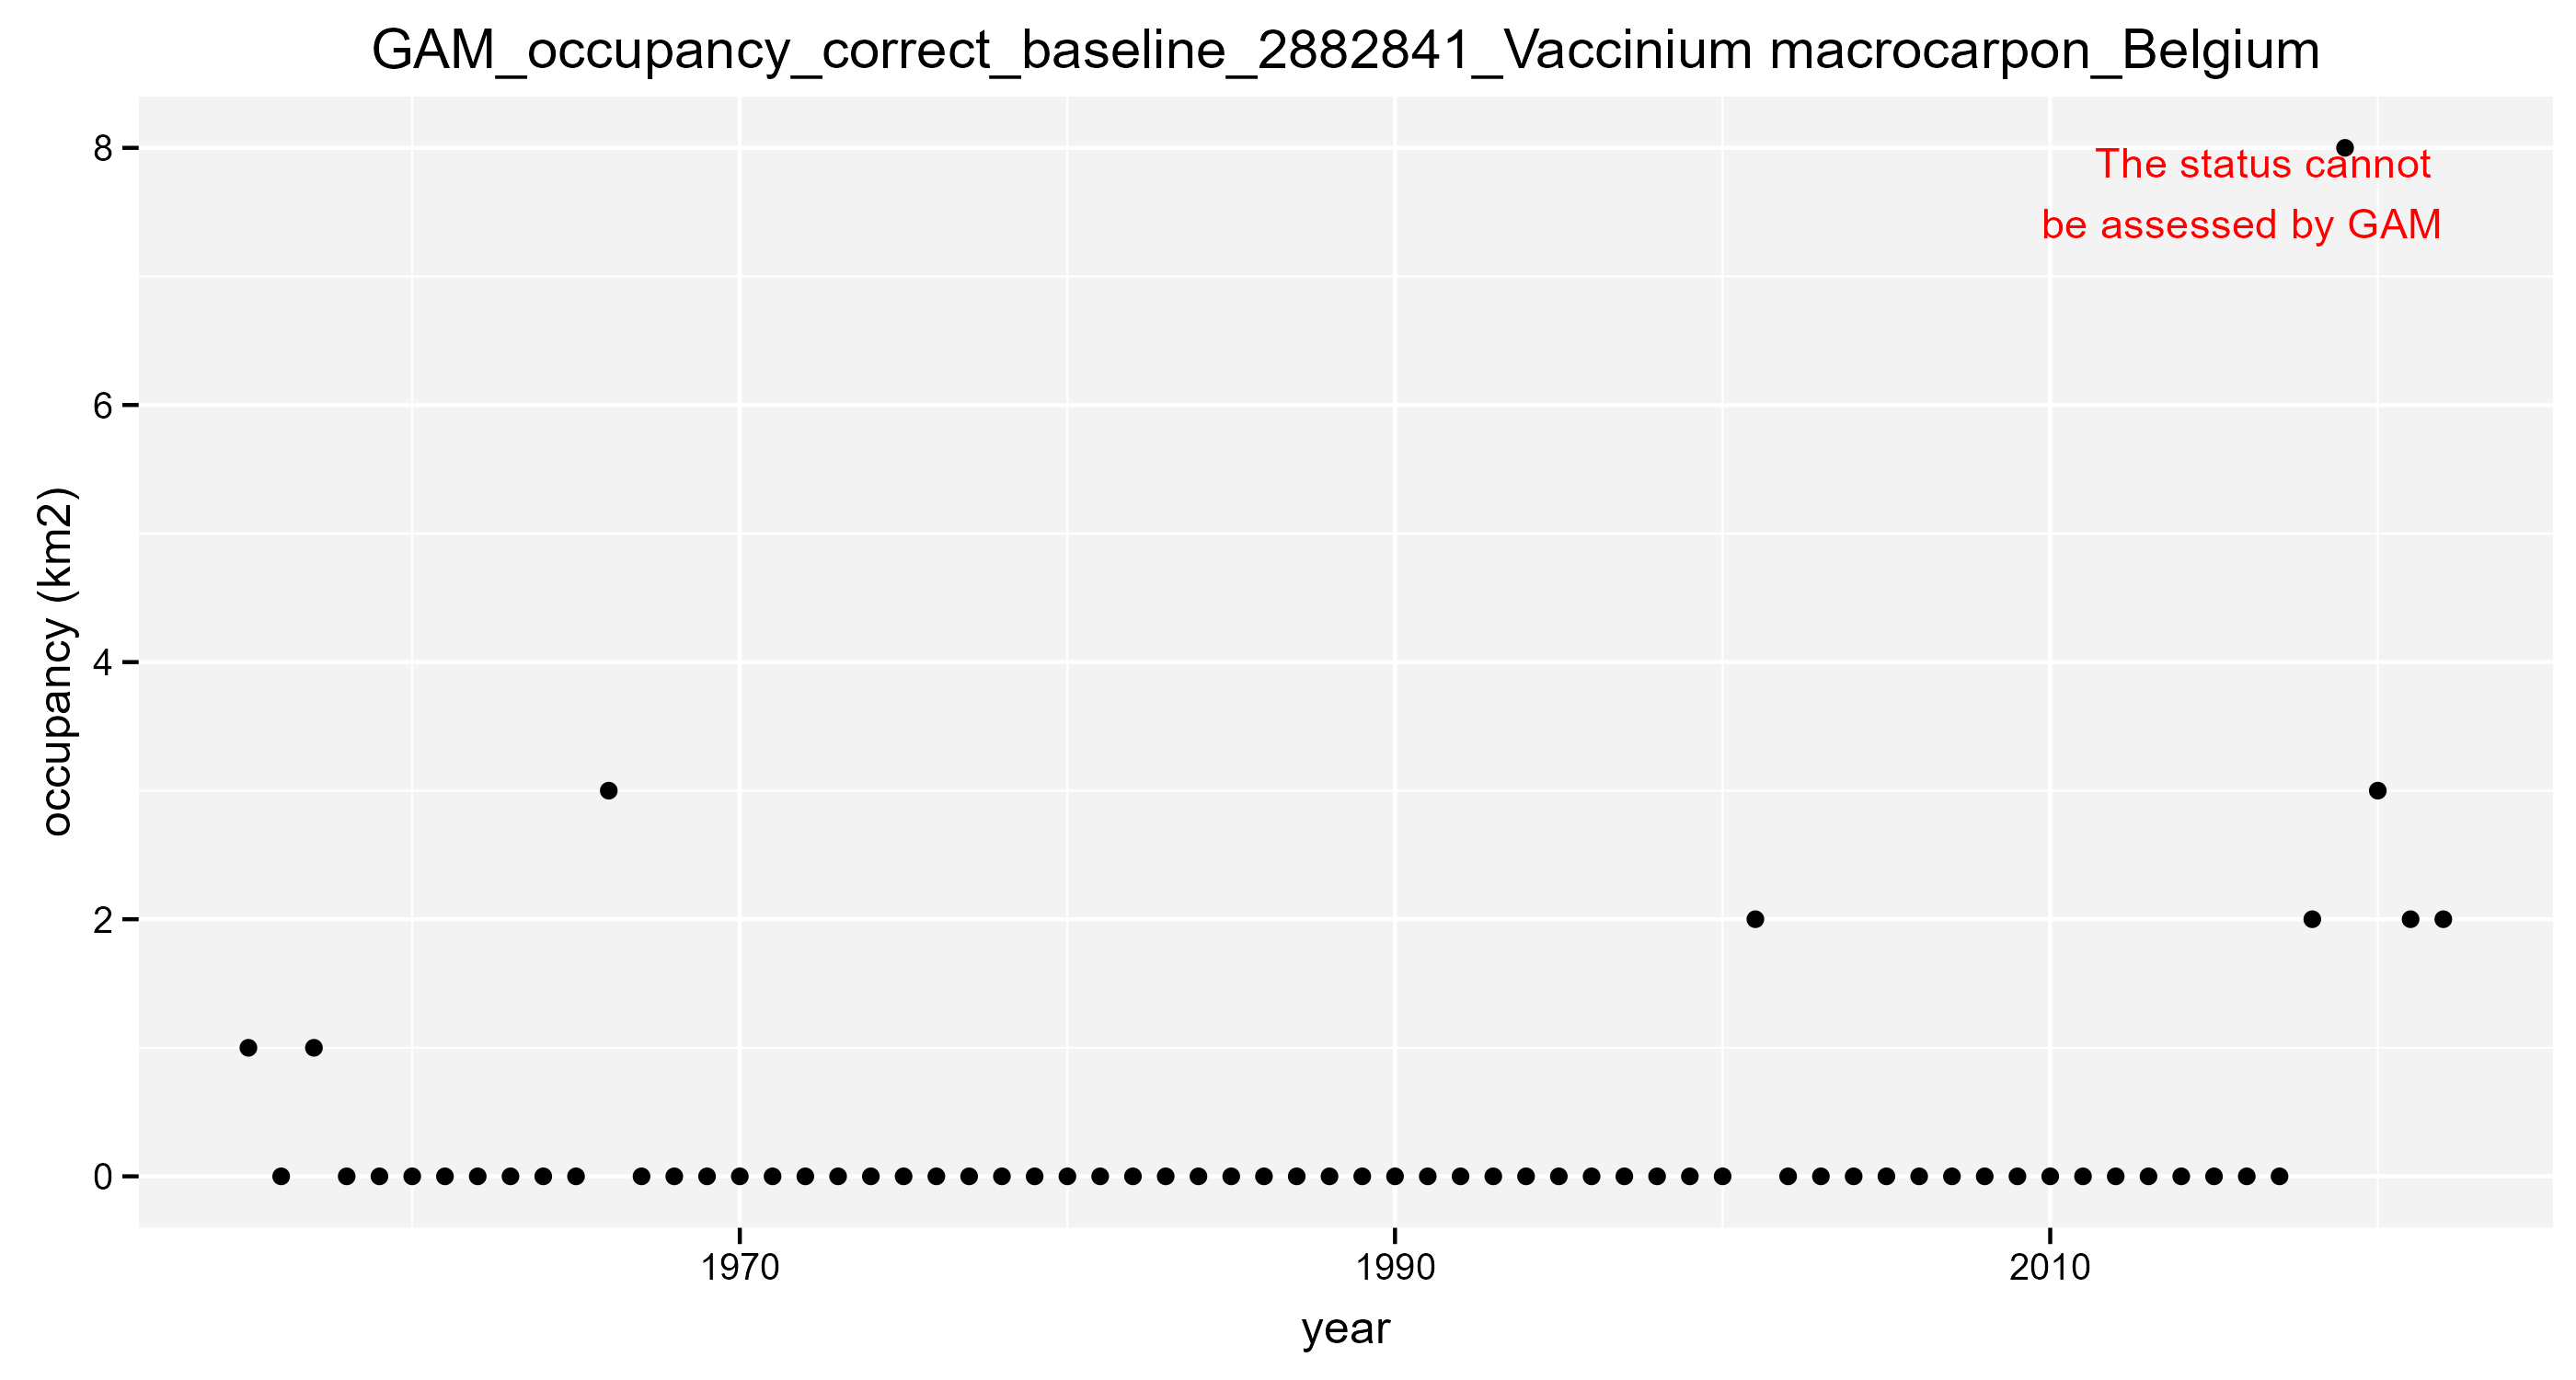 GAM_occupancy_correct_baseline_2882841_Vaccinium macrocarpon_Belgium
8
The status cannot
be assessed by GAM
6
occupancy (km2)
4
2
0
1970
1990
2010
year